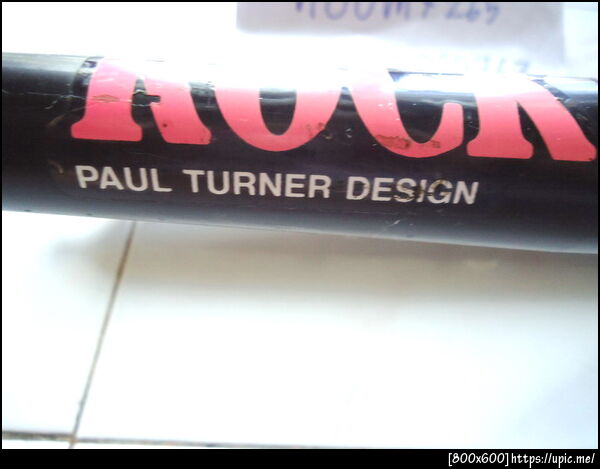 ROCK
PAUL TURNER DESIGN
[800x600]https://upic.me/